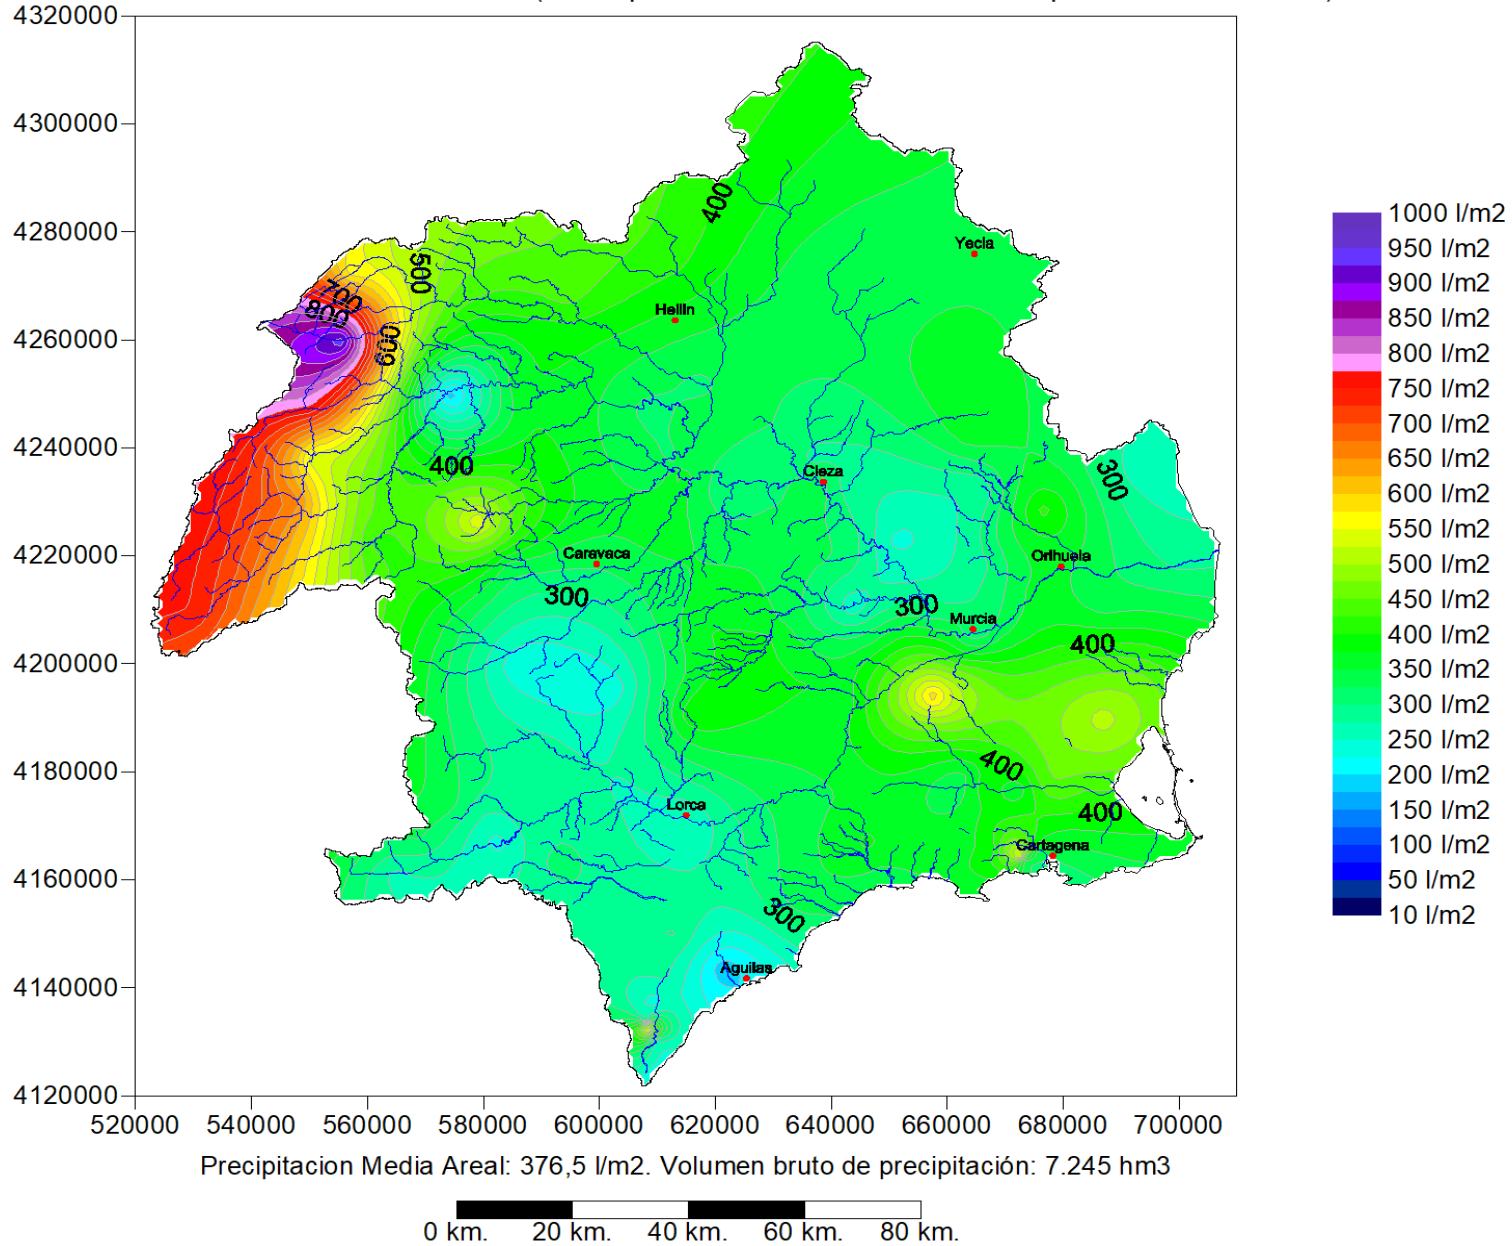 4320000
4300000
4280000
4260000
4240000
4220000
4200000
4180000
4160000
4140000
4120000
520000 540000 560000 580000 600000 620000 640000 660000 680000 700000
400
500
700
800
600
400
300
300
300
400
400
400
300
Yecla
Hellin
Cieza
Caravaca
Orihuela
Murcia
Lorca
Cartagena
Aguilas
1000 l/m2
950 l/m2
900 l/m2
850 l/m2
800 l/m2
750 l/m2
700 l/m2
650 l/m2
600 l/m2
550 l/m2
500 l/m2
450 l/m2
400 l/m2
350 l/m2
300 l/m2
250 l/m2
200 l/m2
150 l/m2
100 l/m2
50 l/m2
10 l/m2
Precipitacion Media Areal: 376,5 l/m2. Volumen bruto de precipitación: 7.245 hm3
0 km. 20 km. 40 km. 60 km. 80 km.